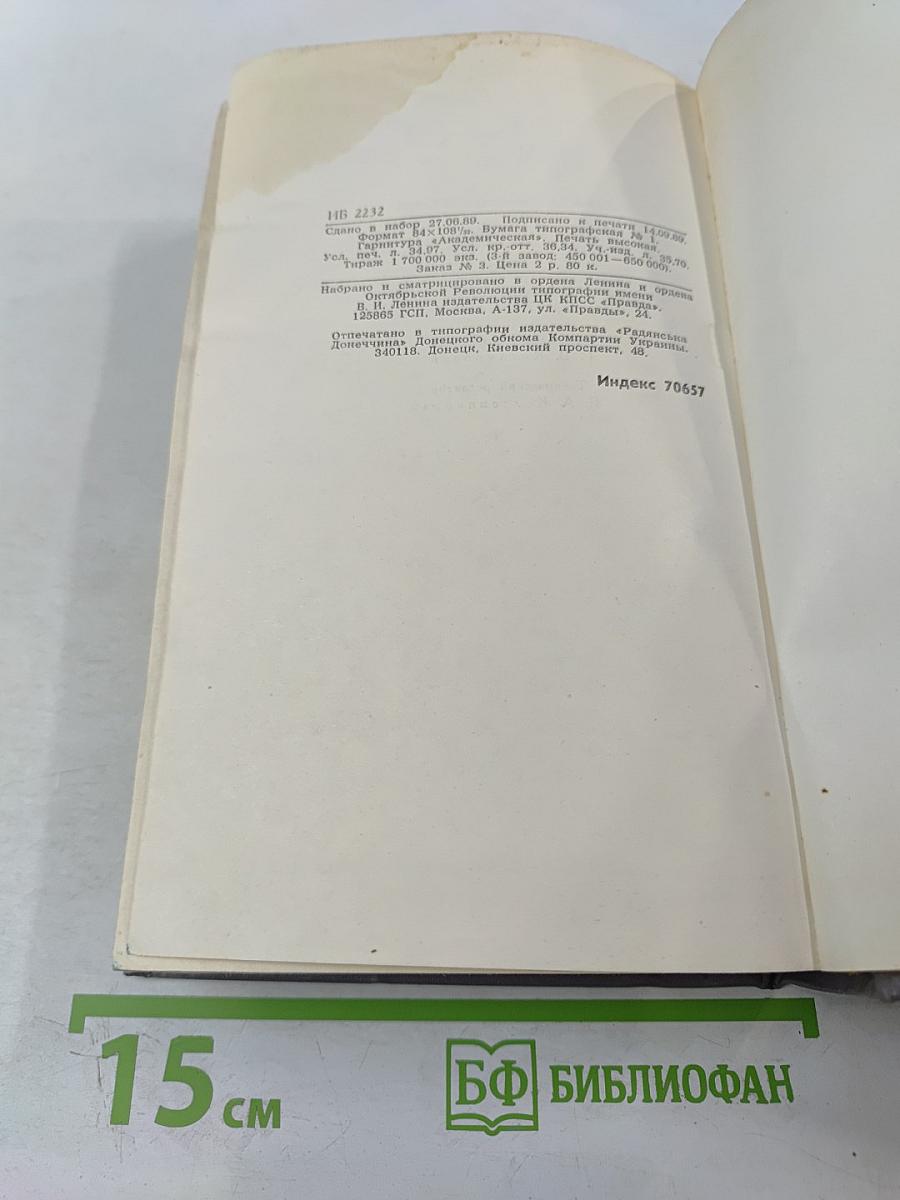 ИБ 2232
Сдано в набор 27.06.89. Подписано к печати 14.09.89.
Формат 84×108¹/₃₂. Бумага типографская № 1.
Гарнитура «Академическая». Печать высокая.
Усл. печ. л. 34,97. Усл. кр.-отт. 36,34. Уч.-изд. л. 35,70.
Тираж 1 700 000 экз. (3-й завод: 450 001—650 000).
Заказ № 3. Цена 2 р. 80 к.
Набрано и сматрицировано в ордена Ленина и ордена
Октябрьской Революции типографии имени
В. И. Ленина издательства ЦК КПСС «Правда».
125865 ГСП, Москва, А-137, ул. «Правды», 24.
Отпечатано в типографии издательства «Радянська
Донеччина» Донецкого обкома Компартии Украины.
340118. Донецк, Киевский проспект, 48.
Индекс 70657
15 см
БФ БИБЛИОФАН